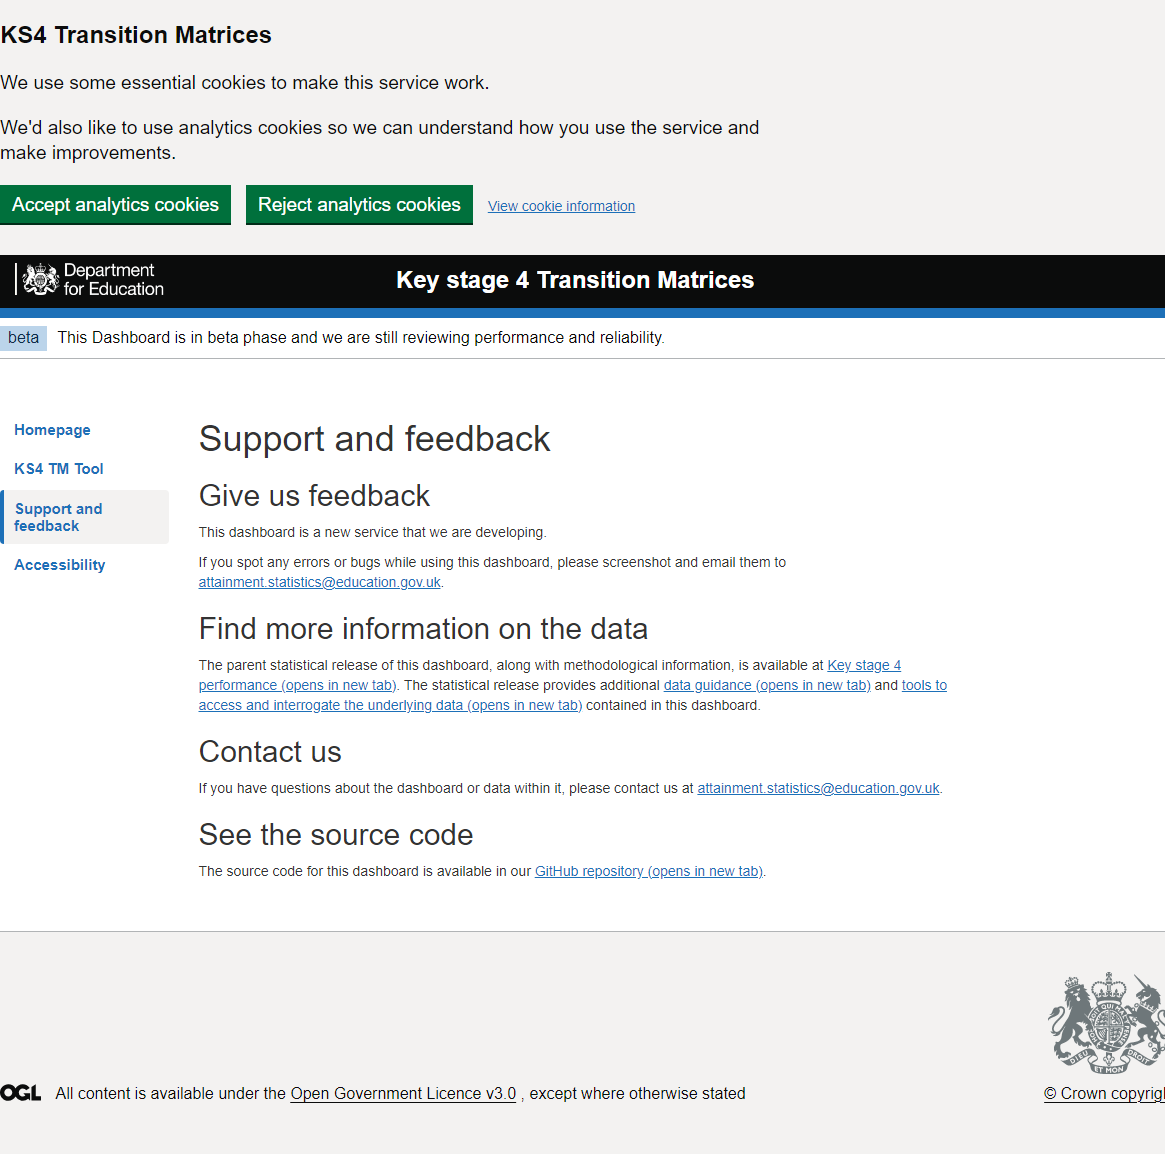 KS4 Transition Matrices
We use some essential cookies to make this service work.
We'd also like to use analytics cookies so we can understand how you use the service and
make improvements.
Accept analytics cookies
Reject analytics cookies
View cookie information
Department
for Education
Key stage 4 Transition Matrices
beta
This Dashboard is in beta phase and we are still reviewing performance and reliability.
Homepage
KS4 TM Tool
Support and
feedback
Accessibility
Support and feedback
Give us feedback
This dashboard is a new service that we are developing.
If you spot any errors or bugs while using this dashboard, please screenshot and email them to
attainment.statistics@education.gov.uk.
Find more information on the data
The parent statistical release of this dashboard, along with methodological information, is available at Key stage 4
performance (opens in new tab). The statistical release provides additional data guidance (opens in new tab) and tools to
access and interrogate the underlying data (opens in new tab) contained in this dashboard.
Contact us
If you have questions about the dashboard or data within it, please contact us at attainment.statistics@education.gov.uk.
See the source code
The source code for this dashboard is available in our GitHub repository (opens in new tab).
OGL
All content is available under the Open Government Licence v3.0 , except where otherwise stated
DIEU ET MON DROIT
© Crown copyrigh